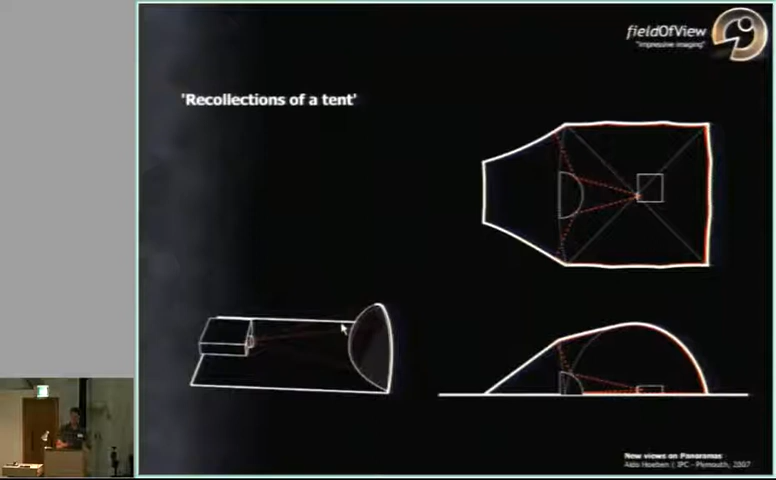 fieldOfView
"impressive imaging"
'Recollections of a tent'
New views on Panoramas
Aldo Hoeben | IPC - Plymouth, 2007